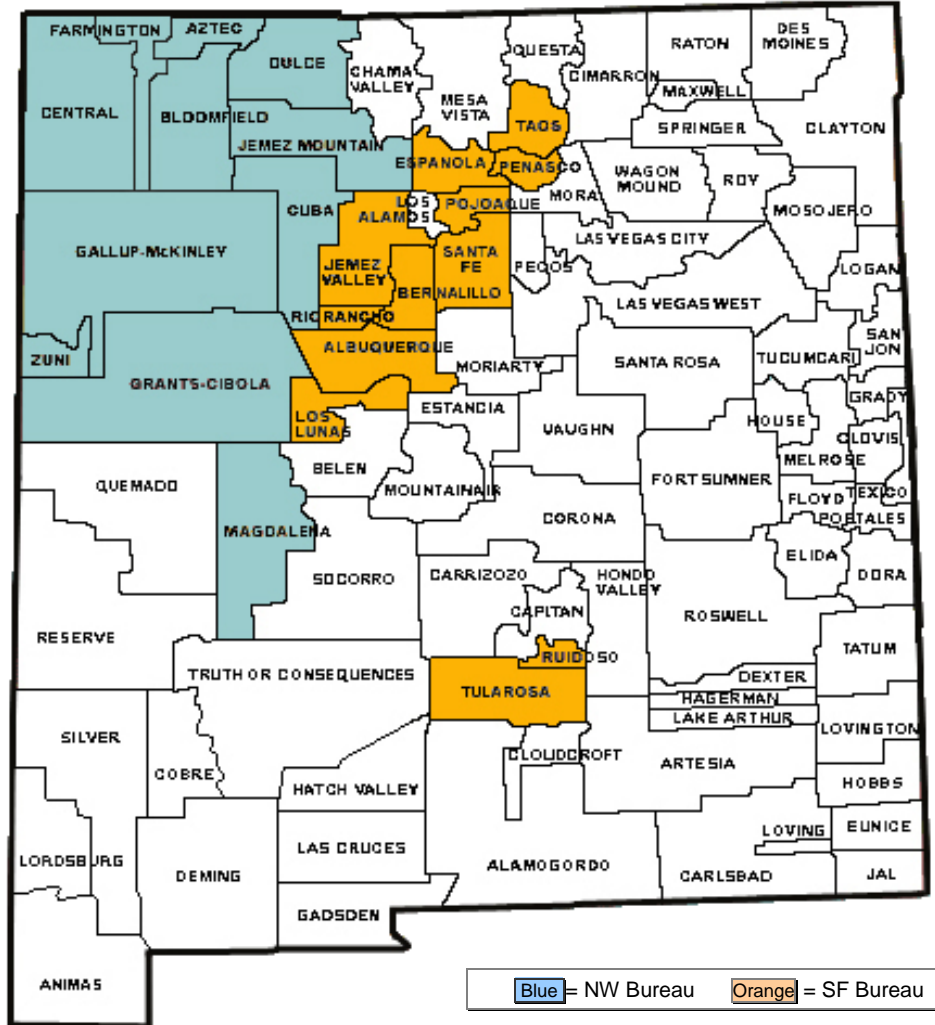 FARMINGTON
AZTEC
DULCE
CHAMA
VALLEY
MESA
VISTA
QUESTA
CIMARRON
RATON
DES
MOINES
MAXWELL
CENTRAL
BLOOMFIELD
JEMEZ MOUNTAIN
TAOS
SPRINGER
CLAYTON
ESPANOLA
PENASCO
WAGON
MOUND
ROY
MORA
CUBA
LOS
ALAMOS
POJOAQUE
MOSOJERO
GALLUP-McKINLEY
JEMEZ
VALLEY
SANTA
FE
PECOS
LAS VEGAS CITY
LOGAN
BERNALILLO
LAS VEGAS WEST
RIO RANCHO
ZUNI
ALBUQUERQUE
SAN
JON
GRANTS-CIBOLA
MORIARTY
SANTA ROSA
TUCUMCARI
ESTANCIA
GRADY
LOS
LUNAS
VAUGHN
HOUSE
CLOVIS
BELEN
MELROSE
QUEMADO
MOUNTAINAIR
FORT SUMNER
FLOYD
TEXICO
PORTALES
MAGDALENA
CORONA
ELIDA
SOCORRO
CARRIZOZO
HONDO
VALLEY
DORA
CAPITAN
ROSWELL
RESERVE
TATUM
RUIDOSO
TRUTH OR CONSEQUENCES
DEXTER
TULAROSA
HAGERMAN
LAKE ARTHUR
LOVINGTON
SILVER
CLOUDCROFT
ARTESIA
COBRE
HATCH VALLEY
HOBBS
LOVING
EUNICE
LAS CRUCES
LORDSBURG
DEMING
ALAMOGORDO
CARLSBAD
JAL
GADSDEN
ANIMAS
Blue = NW Bureau Orange = SF Bureau